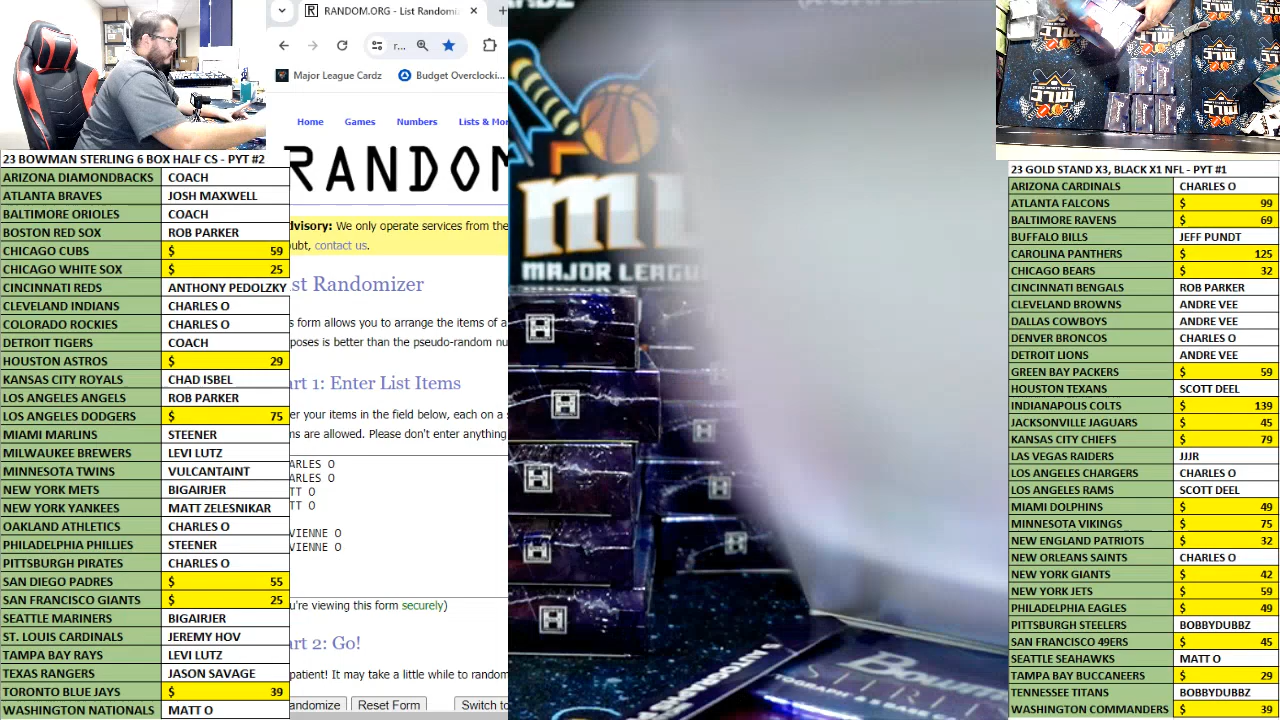 23 BOWMAN STERLING 6 BOX HALF CS - PYT #2
ARIZONA DIAMONDBACKS COACH
ATLANTA BRAVES JOSH MAXWELL
BALTIMORE ORIOLES COACH
BOSTON RED SOX ROB PARKER
CHICAGO CUBS $ 59
CHICAGO WHITE SOX $ 25
CINCINNATI REDS ANTHONY PEDOLZKY
CLEVELAND INDIANS CHARLES O
COLORADO ROCKIES CHARLES O
DETROIT TIGERS COACH
HOUSTON ASTROS $ 29
KANSAS CITY ROYALS CHAD ISBEL
LOS ANGELES ANGELS ROB PARKER
LOS ANGELES DODGERS $ 75
MIAMI MARLINS STEENER
MILWAUKEE BREWERS LEVI LUTZ
MINNESOTA TWINS VULCANTAINT
NEW YORK METS BIGAIRJER
NEW YORK YANKEES MATT ZELESNIKAR
OAKLAND ATHLETICS CHARLES O
PHILADELPHIA PHILLIES STEENER
PITTSBURGH PIRATES CHARLES O
SAN DIEGO PADRES $ 55
SAN FRANCISCO GIANTS $ 25
SEATTLE MARINERS BIGAIRJER
ST. LOUIS CARDINALS JEREMY HOV
TAMPA BAY RAYS LEVI LUTZ
TEXAS RANGERS JASON SAVAGE
TORONTO BLUE JAYS $ 39
WASHINGTON NATIONALS MATT O
RANDOM.ORG - List Randomi
r...
Major League Cardz Budget Overclocki...
Home Games Numbers Lists & Mo
RANDOM
dvisory: We only operate services from the
oubt, contact us.
st Randomizer
s form allows you to arrange the items of a
poses is better than the pseudo-random nu
art 1: Enter List Items
er your items in the field below, each on a s
ms are allowed. Please don't enter anything
ARLES O
ARLES O
TT O
TT O
VIENNE O
VIENNE O
u're viewing this form securely)
art 2: Go!
patient! It may take a little while to random
andomize Reset Form Switch to
MAJOR LEAGU
23 GOLD STAND X3, BLACK X1 NFL - PYT #1
ARIZONA CARDINALS CHARLES O
ATLANTA FALCONS $ 99
BALTIMORE RAVENS $ 69
BUFFALO BILLS JEFF PUNDT
CAROLINA PANTHERS $ 125
CHICAGO BEARS $ 32
CINCINNATI BENGALS ROB PARKER
CLEVELAND BROWNS ANDRE VEE
DALLAS COWBOYS ANDRE VEE
DENVER BRONCOS CHARLES O
DETROIT LIONS ANDRE VEE
GREEN BAY PACKERS $ 59
HOUSTON TEXANS SCOTT DEEL
INDIANAPOLIS COLTS $ 139
JACKSONVILLE JAGUARS $ 45
KANSAS CITY CHIEFS $ 79
LAS VEGAS RAIDERS JJJR
LOS ANGELES CHARGERS CHARLES O
LOS ANGELES RAMS SCOTT DEEL
MIAMI DOLPHINS $ 49
MINNESOTA VIKINGS $ 75
NEW ENGLAND PATRIOTS $ 32
NEW ORLEANS SAINTS CHARLES O
NEW YORK GIANTS $ 42
NEW YORK JETS $ 59
PHILADELPHIA EAGLES $ 49
PITTSBURGH STEELERS BOBBYDUBBZ
SAN FRANCISCO 49ERS $ 45
SEATTLE SEAHAWKS MATT O
TAMPA BAY BUCCANEERS $ 29
TENNESSEE TITANS BOBBYDUBBZ
WASHINGTON COMMANDERS $ 39